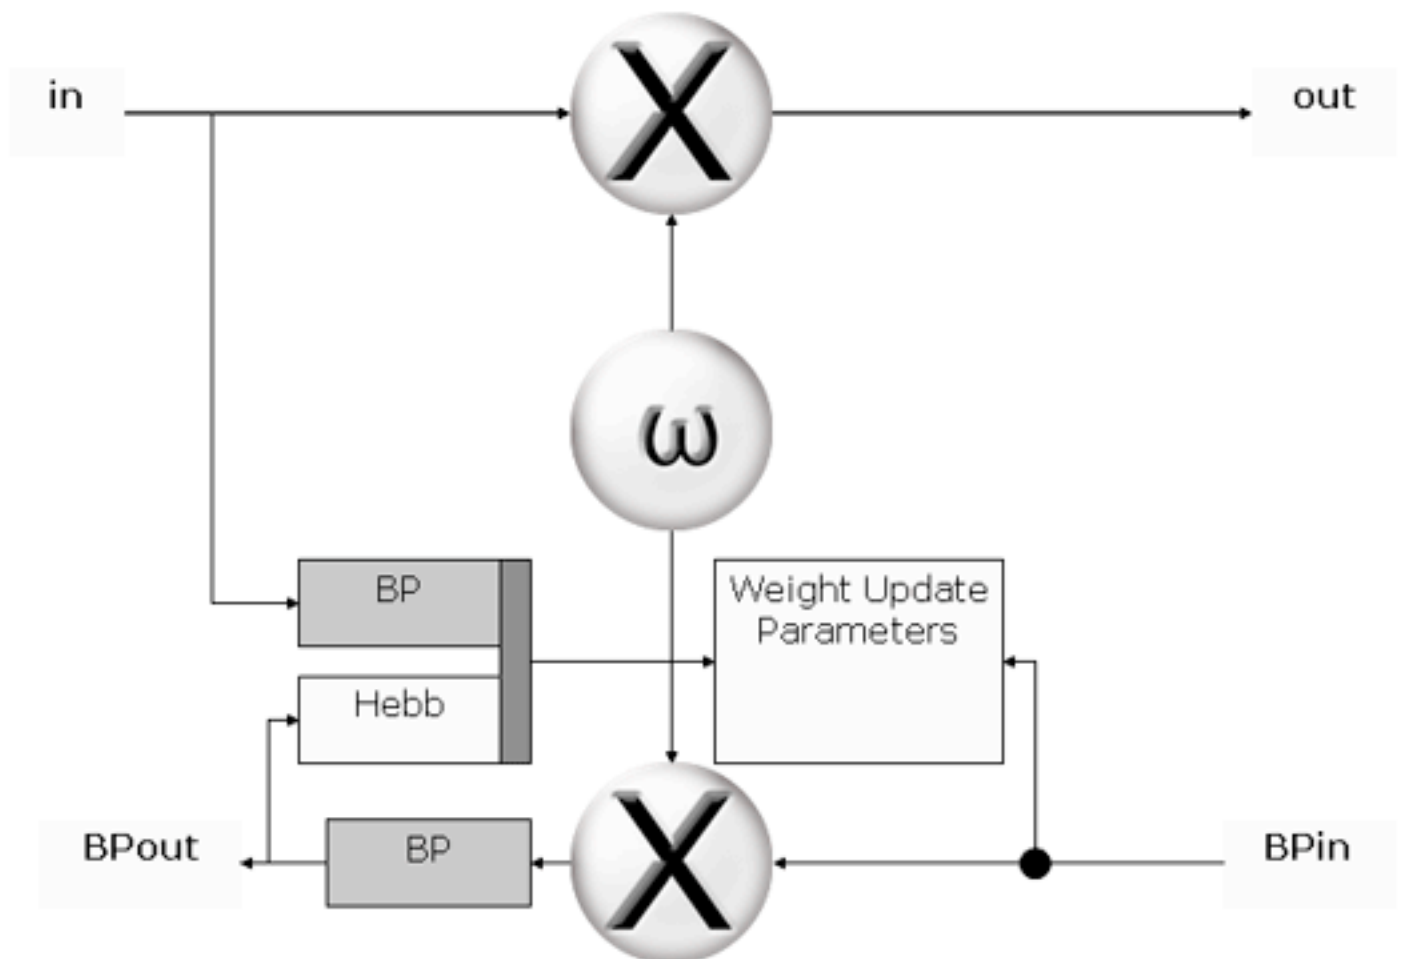 in
X
out
ω
BP
Weight Update
Parameters
Hebb
BPout
BP
X
BPin